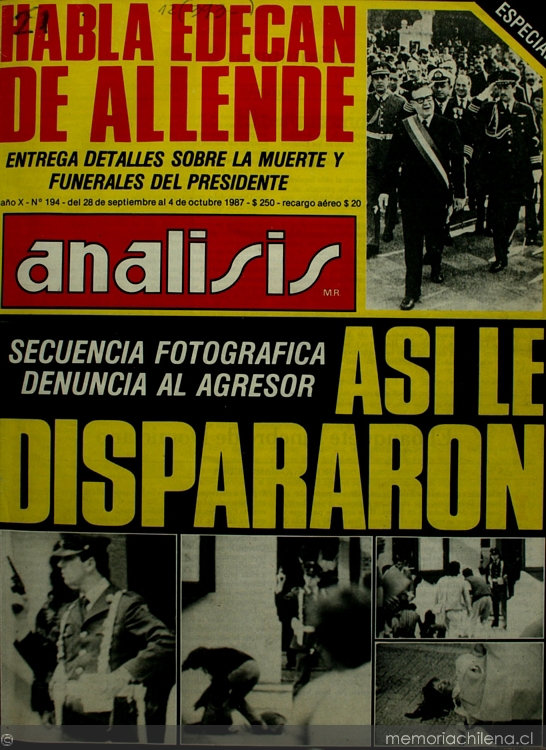 HABLA EDECAN
DE ALLENDE
ENTREGA DETALLES SOBRE LA MUERTE Y
FUNERALES DEL PRESIDENTE
año X - N° 194 - del 28 de septiembre al 4 de octubre 1987 - $ 250 - recargo aéreo $ 20
ESPECIA
analisis
M.R.
SECUENCIA FOTOGRAFICA
DENUNCIA AL AGRESOR
ASI LE
DISPARARON
memoriachilena.cl